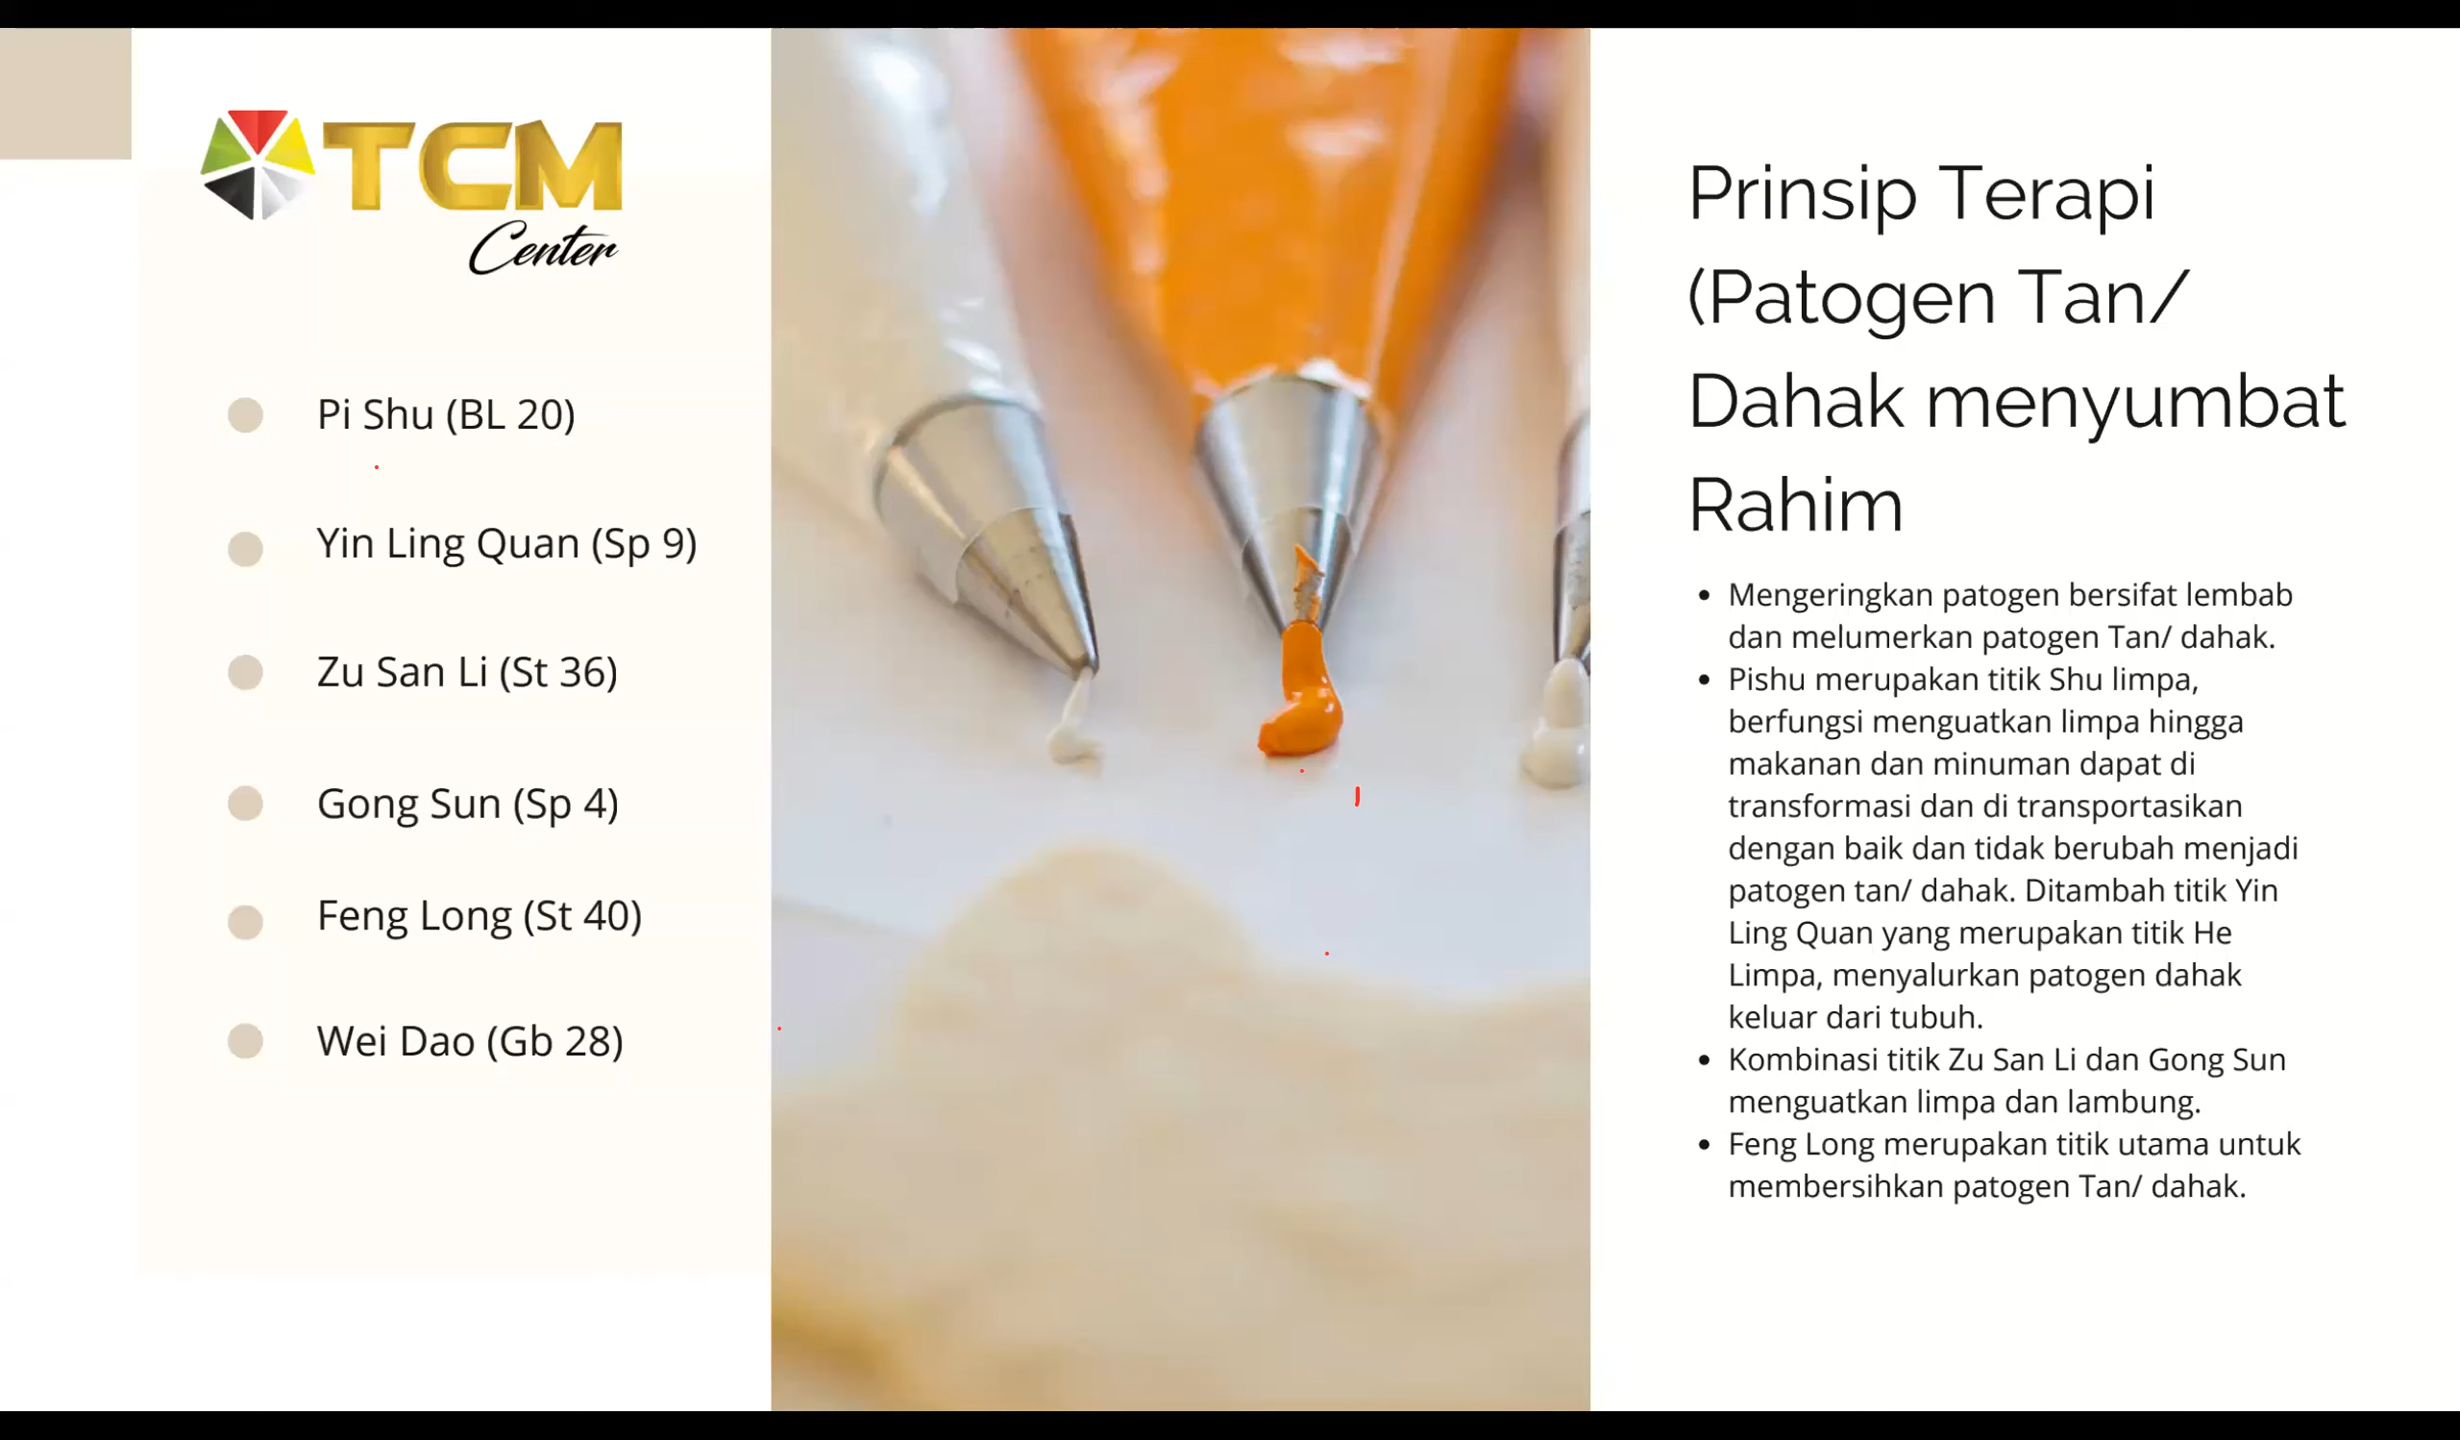 TCM
Center
Pi Shu (BL 20)
Yin Ling Quan (Sp 9)
Zu San Li (St 36)
Gong Sun (Sp 4)
Feng Long (St 40)
Wei Dao (Gb 28)
Prinsip Terapi
(Patogen Tan/
Dahak menyumbat
Rahim
• Mengeringkan patogen bersifat lembab
dan melumerkan patogen Tan/ dahak.
• Pishu merupakan titik Shu limpa,
berfungsi menguatkan limpa hingga
makanan dan minuman dapat di
transformasi dan di transportasikan
dengan baik dan tidak berubah menjadi
patogen tan/ dahak. Ditambah titik Yin
Ling Quan yang merupakan titik He
Limpa, menyalurkan patogen dahak
keluar dari tubuh.
• Kombinasi titik Zu San Li dan Gong Sun
menguatkan limpa dan lambung.
• Feng Long merupakan titik utama untuk
membersihkan patogen Tan/ dahak.